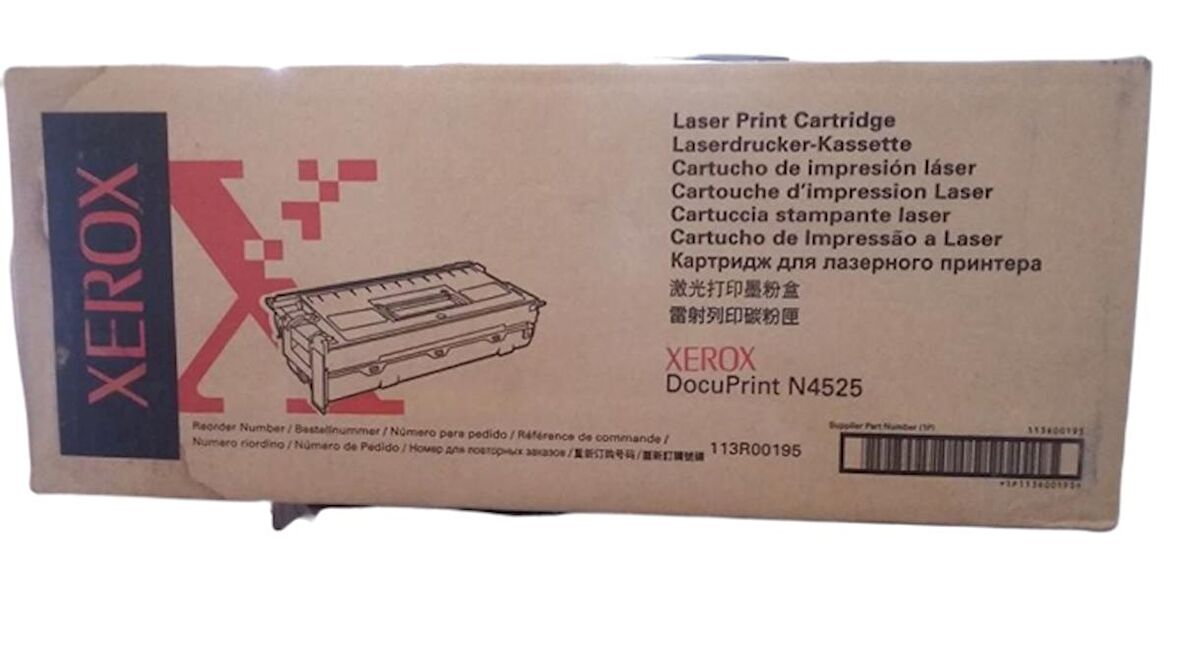 XEROX
Laser Print Cartridge
Laserdrucker-Kassette
Cartucho de impresión láser
Cartouche d'impression Laser
Cartuccia stampante laser
Cartucho de Impressão a Laser
Картридж для лазерного принтера
激光打印墨粉盒
雷射列印碳粉匣
XEROX
DocuPrint N4525
Reorder Number / Bestellnummer / Número para pedido / Référence de commande /
Numero riordino / Número de Pedido / Номер для повторных заказов / 重新订购号码 / 重新訂購號碼 113R00195
Supplier Part Number (1P)